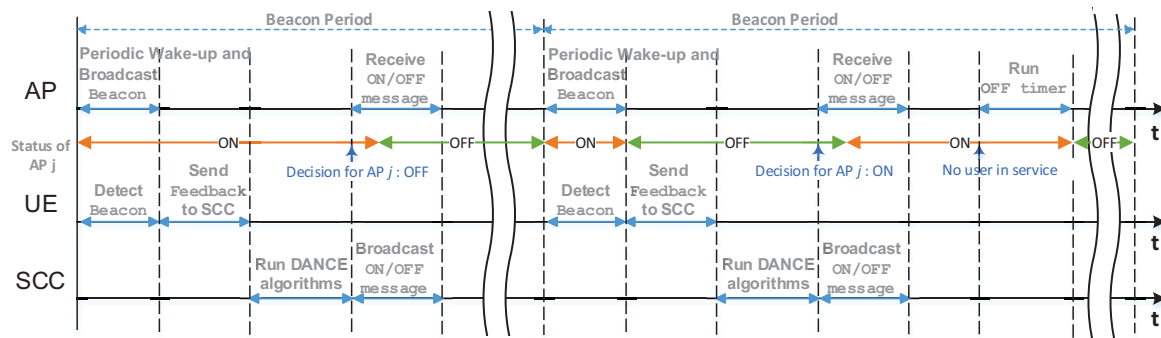 Beacon Period
Beacon Period
Periodic Wake-up and
Broadcast
Beacon
Receive
ON/OFF
message
Periodic Wake-up and
Broadcast
Beacon
Receive
ON/OFF
message
Run
OFF timer
AP
t
Status of
AP j
ON
OFF
ON
OFF
ON
OFF
Decision for AP j : OFF
Decision for AP j : ON
No user in service
Detect
Beacon
Send
Feedback
to SCC
Detect
Beacon
Send
Feedback
to SCC
UE
t
Run DANCE
algorithms
Broadcast
ON/OFF
message
Run DANCE
algorithms
Broadcast
ON/OFF
message
SCC
t